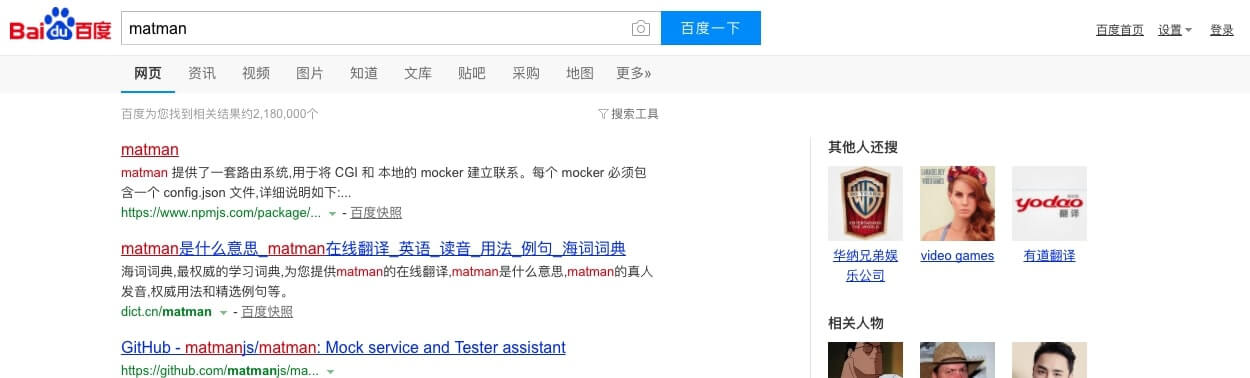 Bai du 百度
matman
百度一下
百度首页 设置 登录
网页 资讯 视频 图片 知道 文库 贴吧 采购 地图 更多»
百度为您找到相关结果约2,180,000个
搜索工具
matman
matman 提供了一套路由系统,用于将 CGI 和 本地的 mocker 建立联系。每个 mocker 必须包
含一个 config.json 文件,详细说明如下:...
https://www.npmjs.com/package/... - 百度快照
matman是什么意思_matman在线翻译_英语_读音_用法_例句_海词词典
海词词典,最权威的学习词典,为您提供matman的在线翻译,matman是什么意思,matman的真人
发音,权威用法和精选例句等。
dict.cn/matman - 百度快照
GitHub - matmanjs/matman: Mock service and Tester assistant
https://github.com/matmanjs/ma...
其他人还搜
VIDEO GAMES
yodao
翻译
华纳兄弟娱
乐公司
video games
有道翻译
相关人物